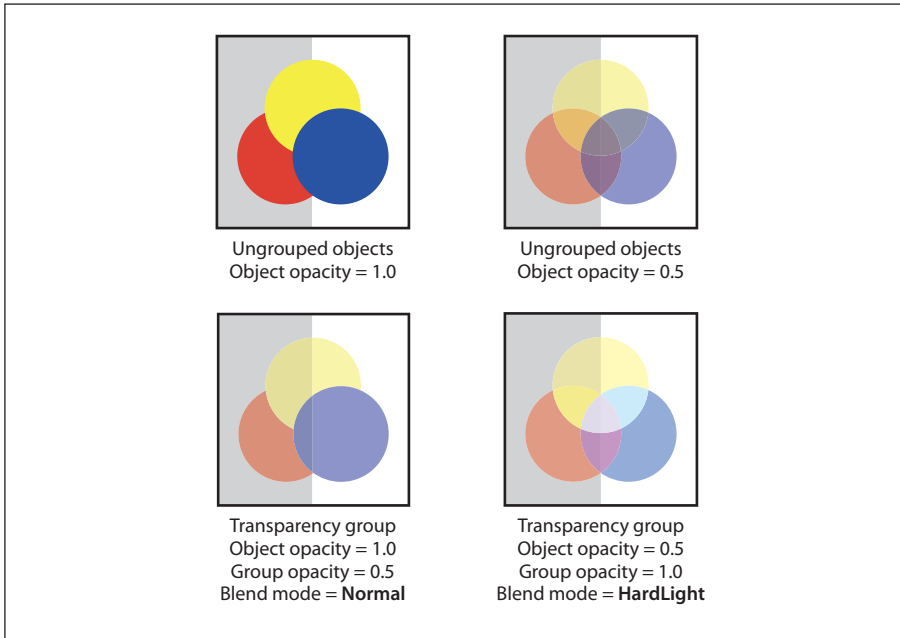 Ungrouped objects
Object opacity = 1.0
Ungrouped objects
Object opacity = 0.5
Transparency group
Object opacity = 1.0
Group opacity = 0.5
Blend mode = Normal
Transparency group
Object opacity = 0.5
Group opacity = 1.0
Blend mode = HardLight